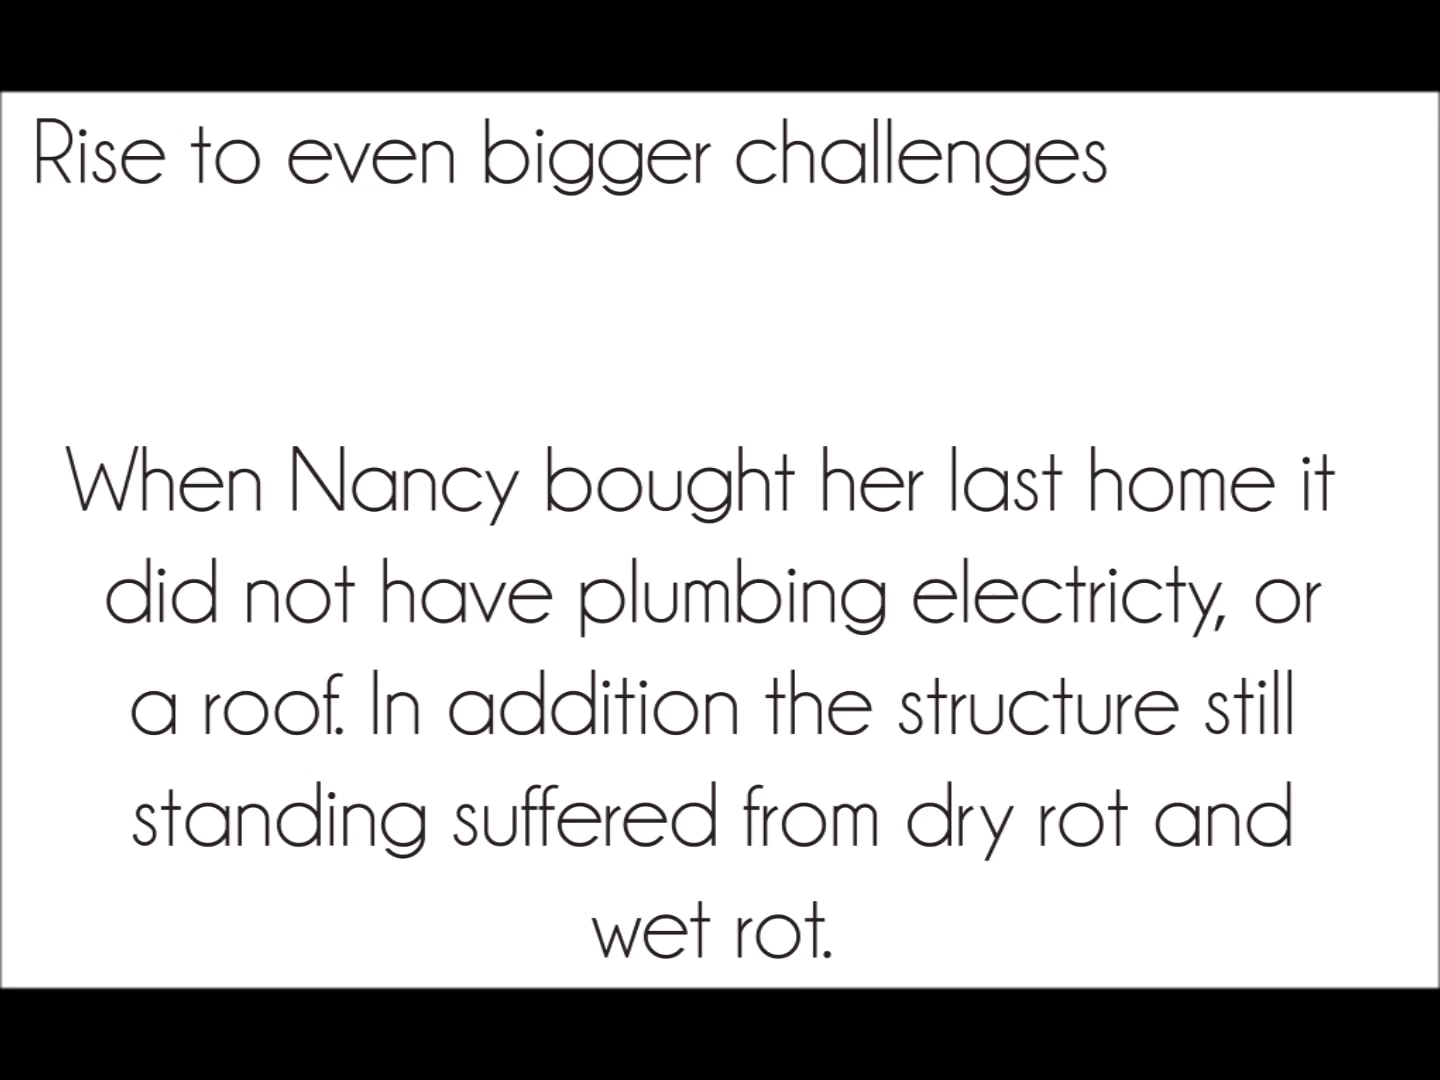 Rise to even bigger challenges
When Nancy bought her last home it
did not have plumbing electricty, or
a roof. In addition the structure still
standing suffered from dry rot and
wet rot.